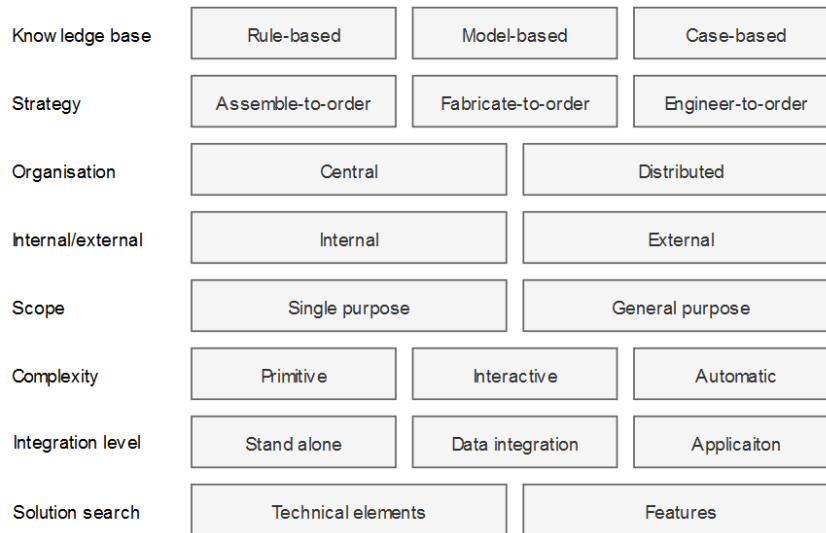 Knowledge base Rule-based Model-based Case-based
Strategy Assemble-to-order Fabricate-to-order Engineer-to-order
Organisation Central Distributed
Internal/external Internal External
Scope Single purpose General purpose
Complexity Primitive Interactive Automatic
Integration level Stand alone Data integration Applicaiton
Solution search Technical elements Features